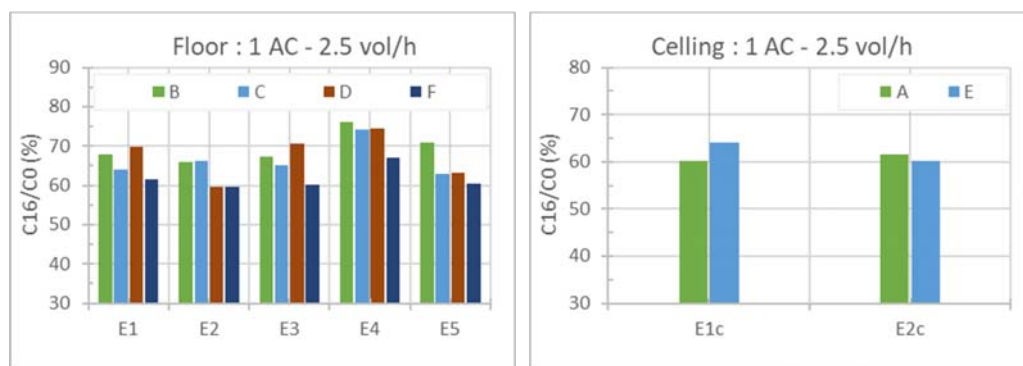 Floor : 1 AC - 2.5 vol/h
C16/C0 (%)
90
80
70
60
50
40
30
B C D F
E1 E2 E3 E4 E5
Celling : 1 AC - 2.5 vol/h
C16/C0 (%)
80
70
60
50
40
30
A E
E1c E2c